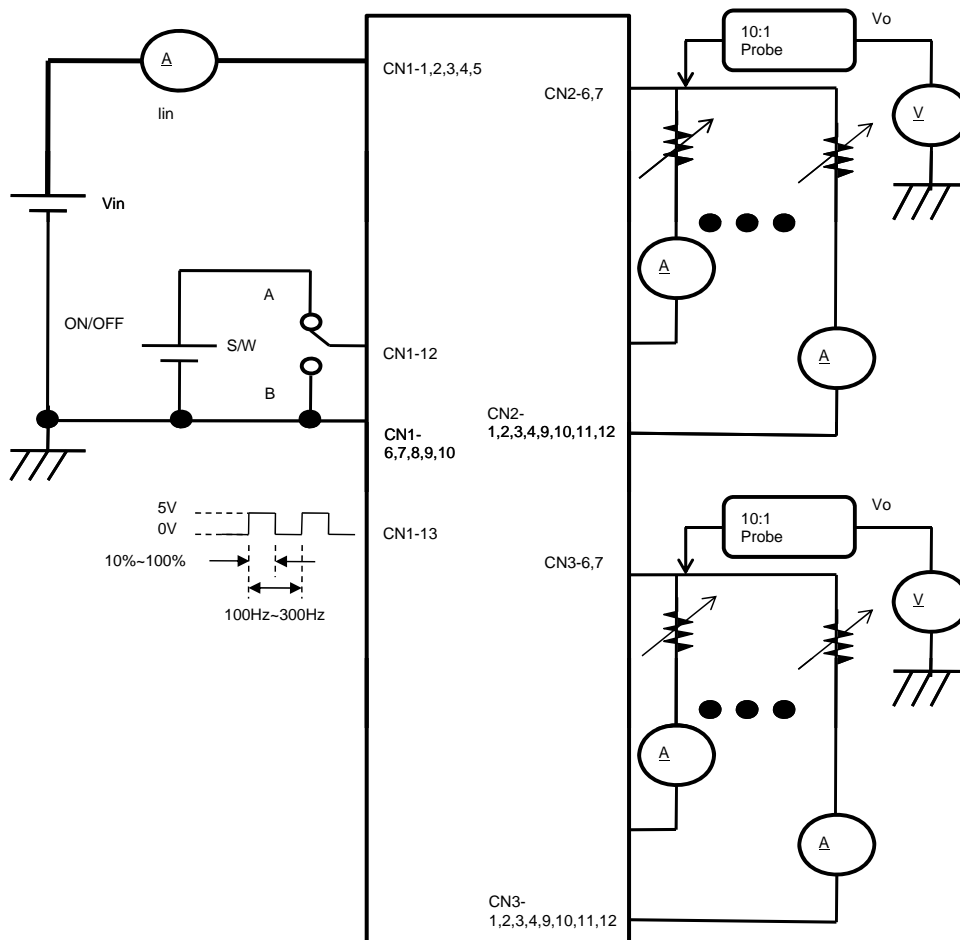 A
Iin
CN1-1,2,3,4,5
Vin
ON/OFF
S/W
A
B
CN1-12
CN1-
6,7,8,9,10
5V
0V
10%~100%
100Hz~300Hz
CN1-13
10:1
Probe
Vo
CN2-6,7
V
A
A
CN2-
1,2,3,4,9,10,11,12
10:1
Probe
Vo
CN3-6,7
V
A
A
CN3-
1,2,3,4,9,10,11,12